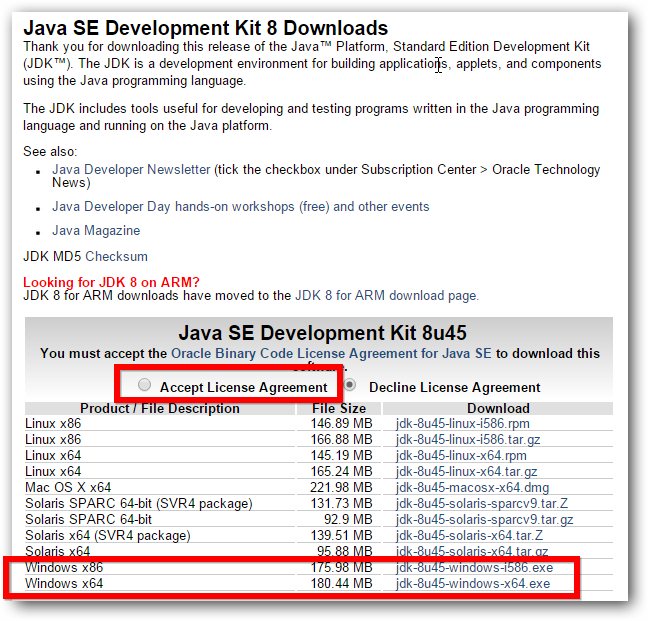 Java SE Development Kit 8 Downloads
Thank you for downloading this release of the Java™ Platform, Standard Edition Development Kit
(JDK™). The JDK is a development environment for building applications, applets, and components
using the Java programming language.
The JDK includes tools useful for developing and testing programs written in the Java programming
language and running on the Java platform.
See also:
Java Developer Newsletter (tick the checkbox under Subscription Center > Oracle Technology
News)
Java Developer Day hands-on workshops (free) and other events
Java Magazine
JDK MD5 Checksum
Looking for JDK 8 on ARM?
JDK 8 for ARM downloads have moved to the JDK 8 for ARM download page.
Java SE Development Kit 8u45
You must accept the Oracle Binary Code License Agreement for Java SE to download this
software.
Accept License Agreement Decline License Agreement
Product / File Description File Size Download
Linux x86 146.89 MB jdk-8u45-linux-i586.rpm
Linux x86 166.88 MB jdk-8u45-linux-i586.tar.gz
Linux x64 145.19 MB jdk-8u45-linux-x64.rpm
Linux x64 165.24 MB jdk-8u45-linux-x64.tar.gz
Mac OS X x64 221.98 MB jdk-8u45-macosx-x64.dmg
Solaris SPARC 64-bit (SVR4 package) 131.73 MB jdk-8u45-solaris-sparcv9.tar.Z
Solaris SPARC 64-bit 92.9 MB jdk-8u45-solaris-sparcv9.tar.gz
Solaris x64 (SVR4 package) 139.51 MB jdk-8u45-solaris-x64.tar.Z
Solaris x64 95.88 MB jdk-8u45-solaris-x64.tar.gz
Windows x86 175.98 MB jdk-8u45-windows-i586.exe
Windows x64 180.44 MB jdk-8u45-windows-x64.exe